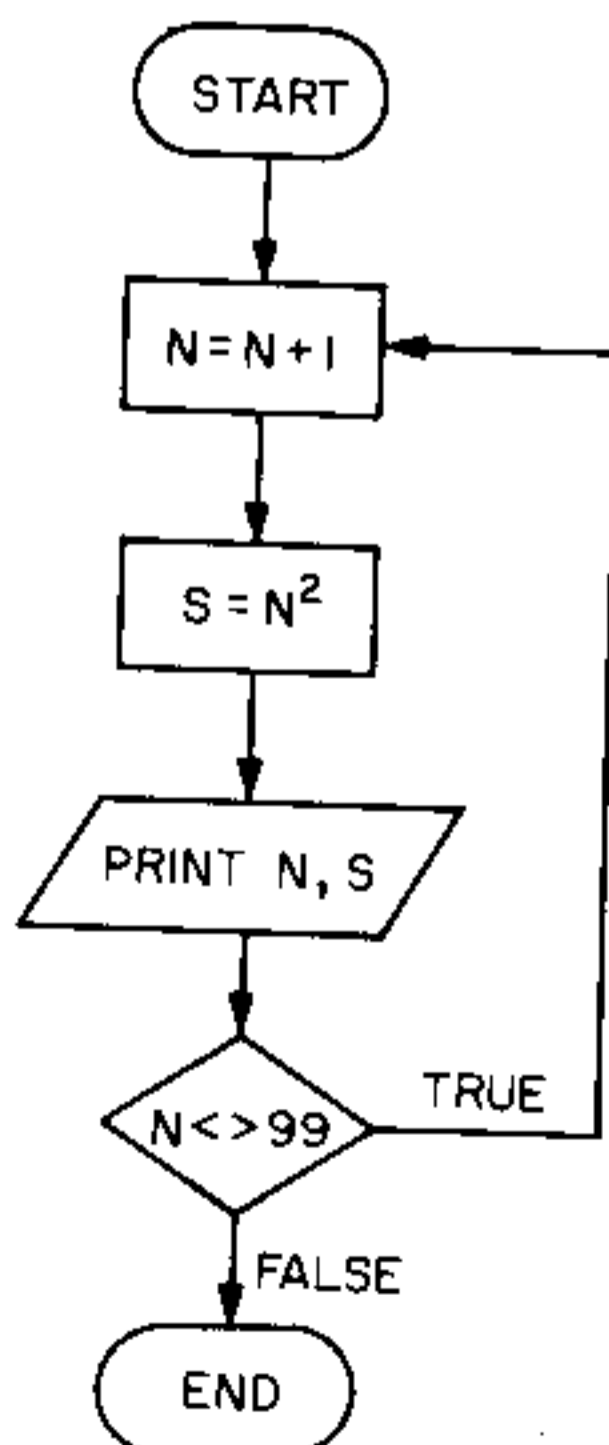 START
N = N + 1
S = N²
PRINT N, S
N < > 99
TRUE
FALSE
END